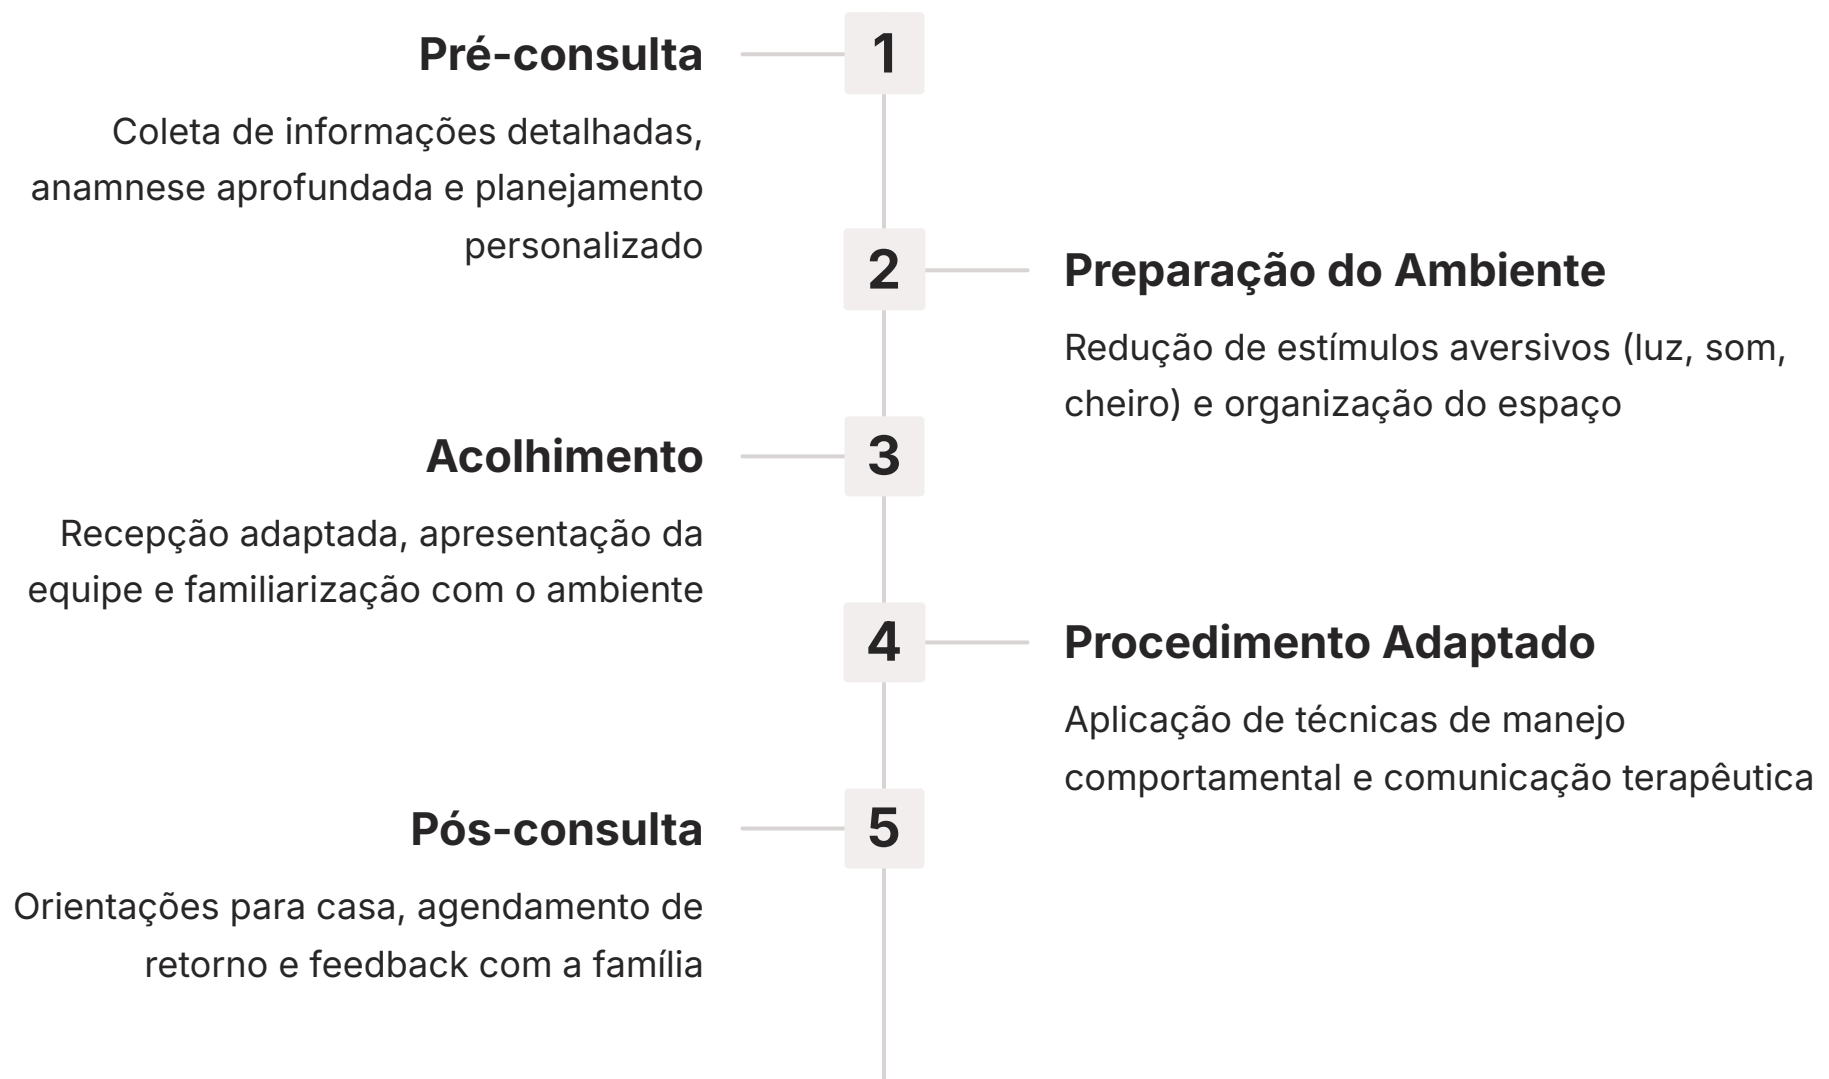 1
Pré-consulta
Coleta de informações detalhadas,
anamnese aprofundada e planejamento
personalizado
2
Preparação do Ambiente
Redução de estímulos aversivos (luz, som,
cheiro) e organização do espaço
3
Acolhimento
Recepção adaptada, apresentação da
equipe e familiarização com o ambiente
4
Procedimento Adaptado
Aplicação de técnicas de manejo
comportamental e comunicação terapêutica
5
Pós-consulta
Orientações para casa, agendamento de
retorno e feedback com a família